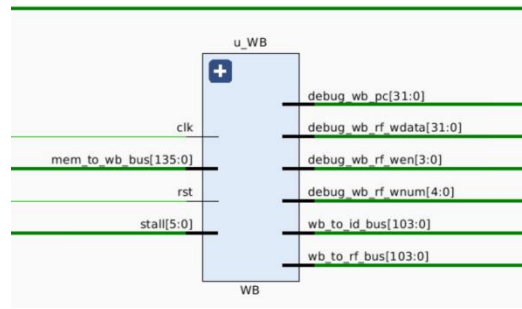 u_WB
debug_wb_pc[31:0]
clk
debug_wb_rf_wdata[31:0]
mem_to_wb_bus[135:0]
debug_wb_rf_wen[3:0]
rst
debug_wb_rf_wnum[4:0]
stall[5:0]
wb_to_id_bus[103:0]
wb_to_rf_bus[103:0]
WB